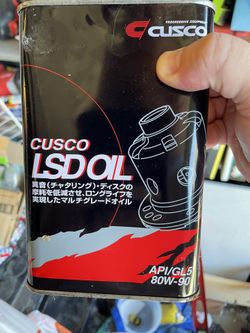 PROGRESSIVE EQUIPMENT
CUSCO
CUSCO
LSD OIL
異音(チャタリング)・ディスクの
摩耗を低減させ、ロングライフを
実現したマルチグレードオイル
API/GL5
80W-90